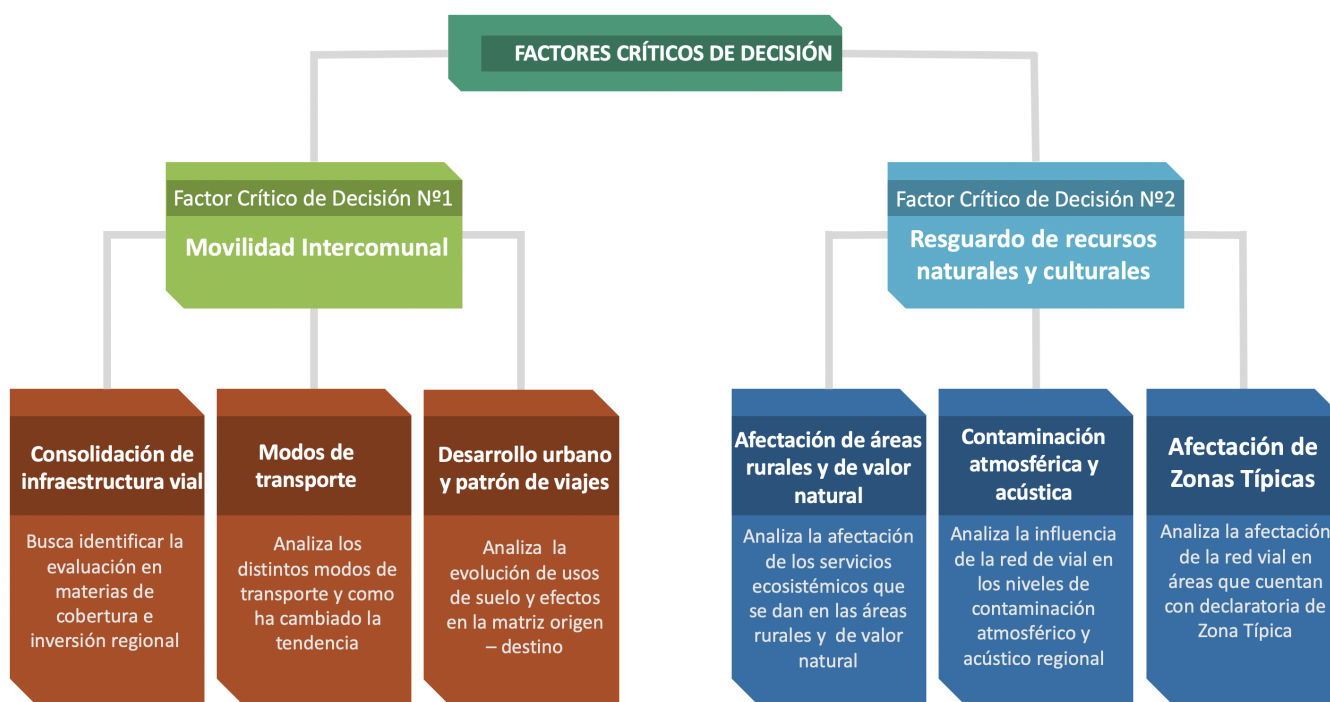 FACTORES CRÍTICOS DE DECISIÓN
Factor Crítico de Decisión Nº1
Movilidad Intercomunal
Factor Crítico de Decisión Nº2
Resguardo de recursos
naturales y culturales
Consolidación de
infraestructura vial
Busca identificar la
evaluación en
materias de
cobertura e
inversión regional
Modos de
transporte
Analiza los
distintos modos de
transporte y como
ha cambiado la
tendencia
Desarrollo urbano
y patrón de viajes
Analiza la
evolución de usos
de suelo y efectos
en la matriz origen
– destino
Afectación de áreas
rurales y de valor
natural
Analiza la afectación
de los servicios
ecosistémicos que
se dan en las áreas
rurales y de valor
natural
Contaminación
atmosférica y
acústica
Analiza la influencia
de la red de vial en
los niveles de
contaminación
atmosférico y
acústico regional
Afectación de
Zonas Típicas
Analiza la afectación
de la red vial en
áreas que cuentan
con declaratoria de
Zona Típica